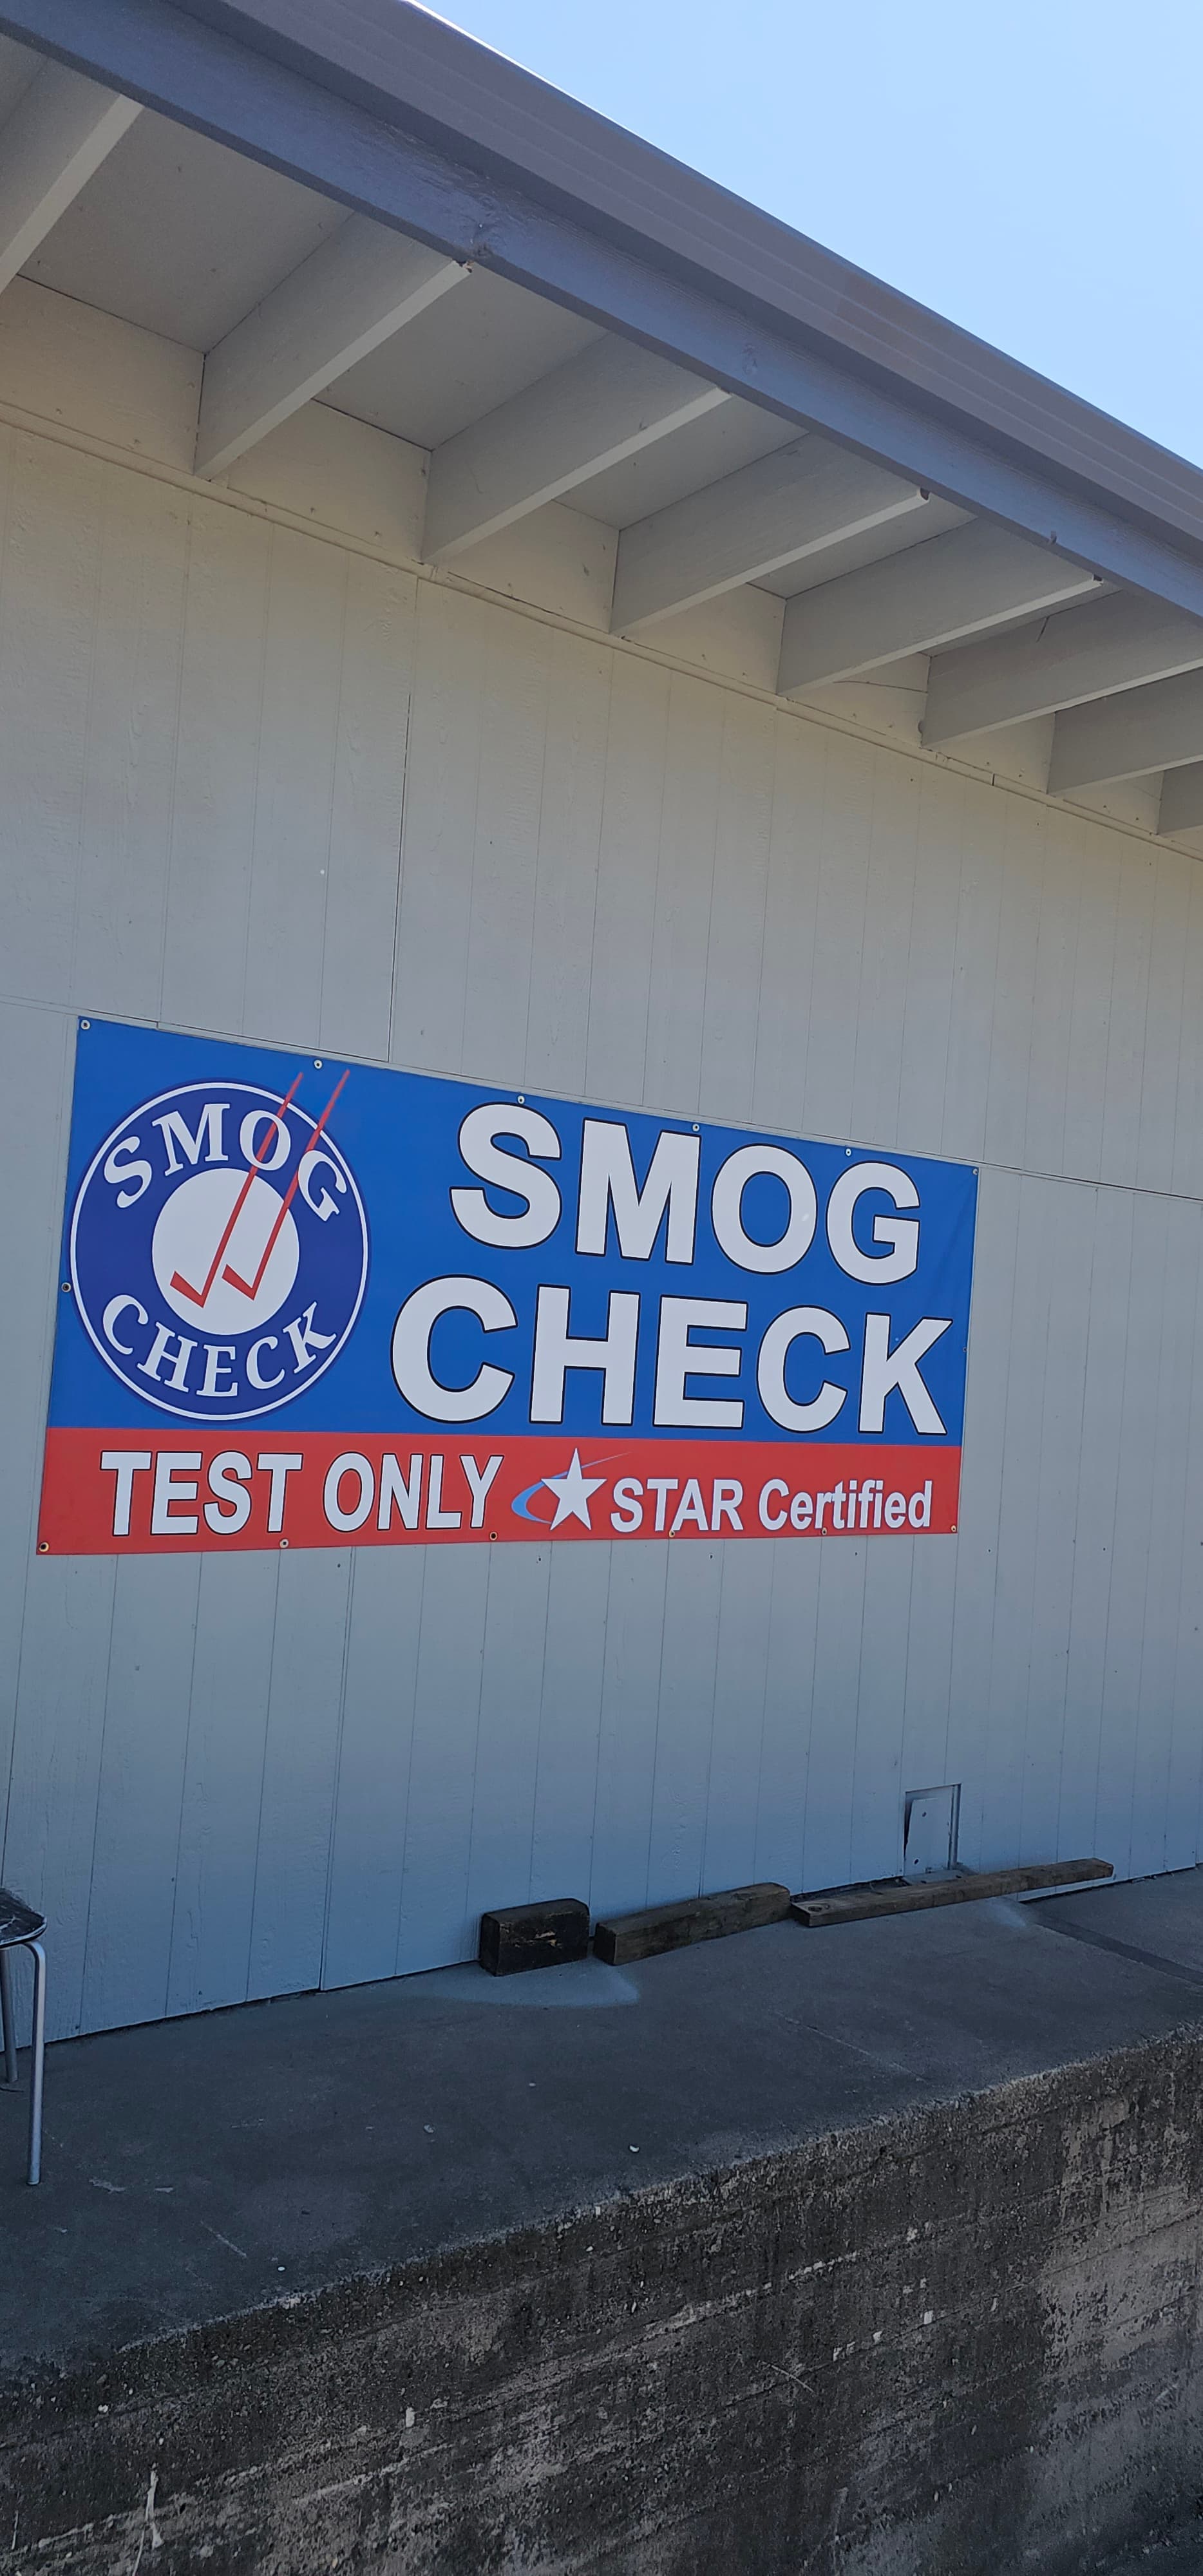 SMOG
CHECK
SMOG
CHECK
TEST ONLY
STAR Certified